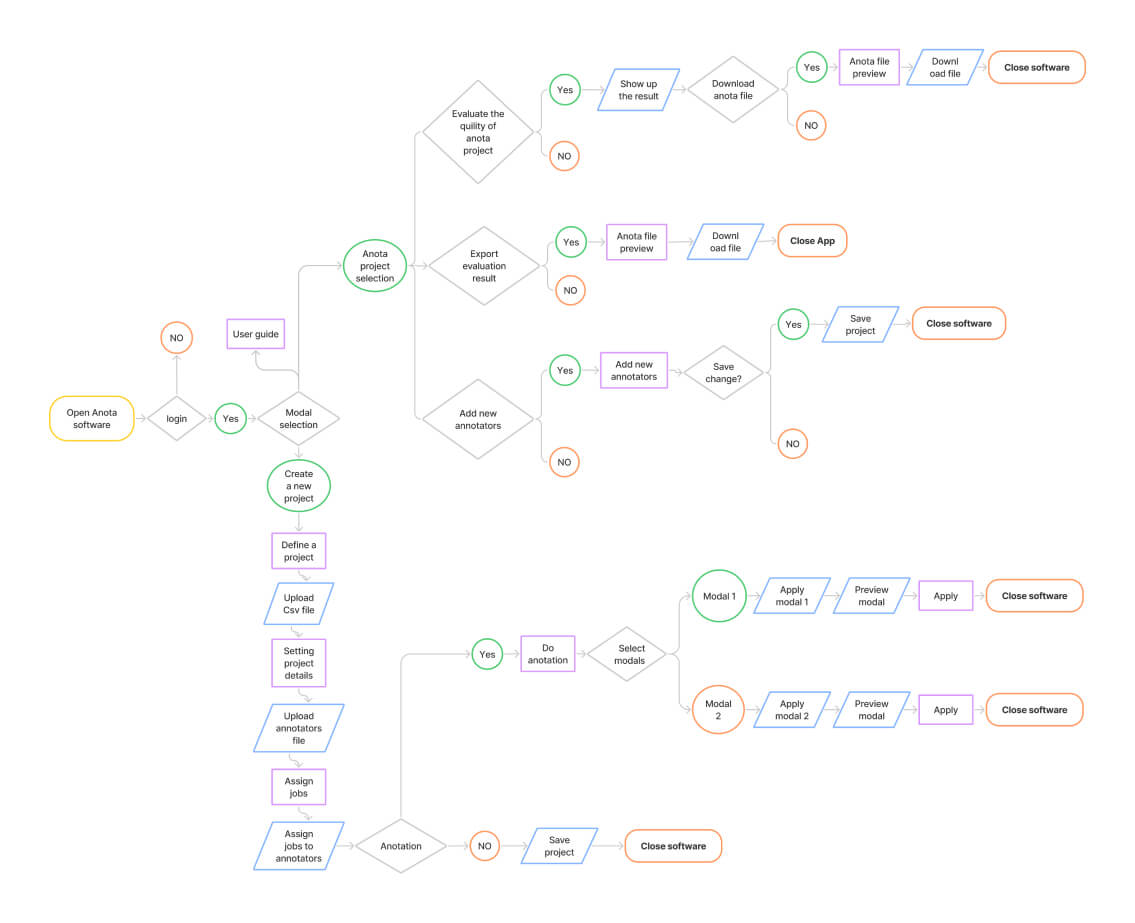 Yes
Anota file
preview
Downl
oad file
Close software
Yes
Show up
the result
Download
anota file
Evaluate the
quility of
anota
project
NO
NO
Yes
Anota file
preview
Downl
oad file
Close App
Anota
project
selection
Export
evaluation
result
NO
NO
User guide
Yes
Save
project
Close software
Yes
Add new
annotators
Save
change?
Open Anota
software
login
Yes
Modal
selection
Add new
annotators
NO
NO
Create
a new
project
Define a
project
Upload
Csv file
Modal 1
Apply
modal 1
Preview
modal
Apply
Close software
Setting
project
details
Yes
Do
anotation
Select
modals
Modal
2
Apply
modal 2
Preview
modal
Apply
Close software
Upload
annotators
file
Assign
jobs
Assign
jobs to
annotators
Anotation
NO
Save
project
Close software